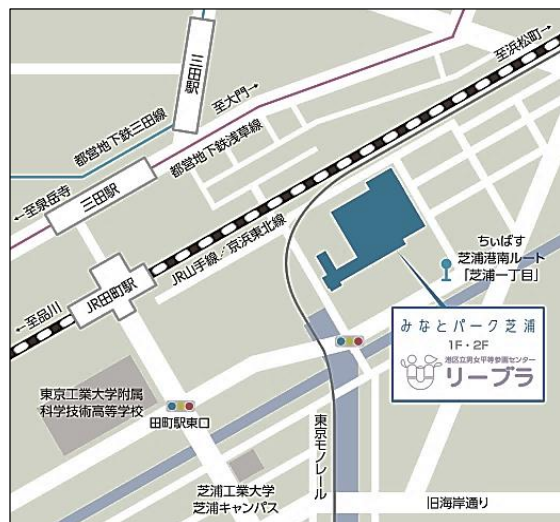 至浜松町→
三田駅
至大門→
都営地下鉄三田線
都営地下鉄浅草線
←至泉岳寺
三田駅
JR山手線／京浜東北線
JR田町駅
←至品川
ちぃばす
芝浦港南ルート
「芝浦一丁目」
みなとパーク芝浦
1F・2F
港区立男女平等参画センター
リーブラ
東京工業大学附属
科学技術高等学校
田町駅東口
東京モノレール
芝浦工業大学
芝浦キャンパス
旧海岸通り